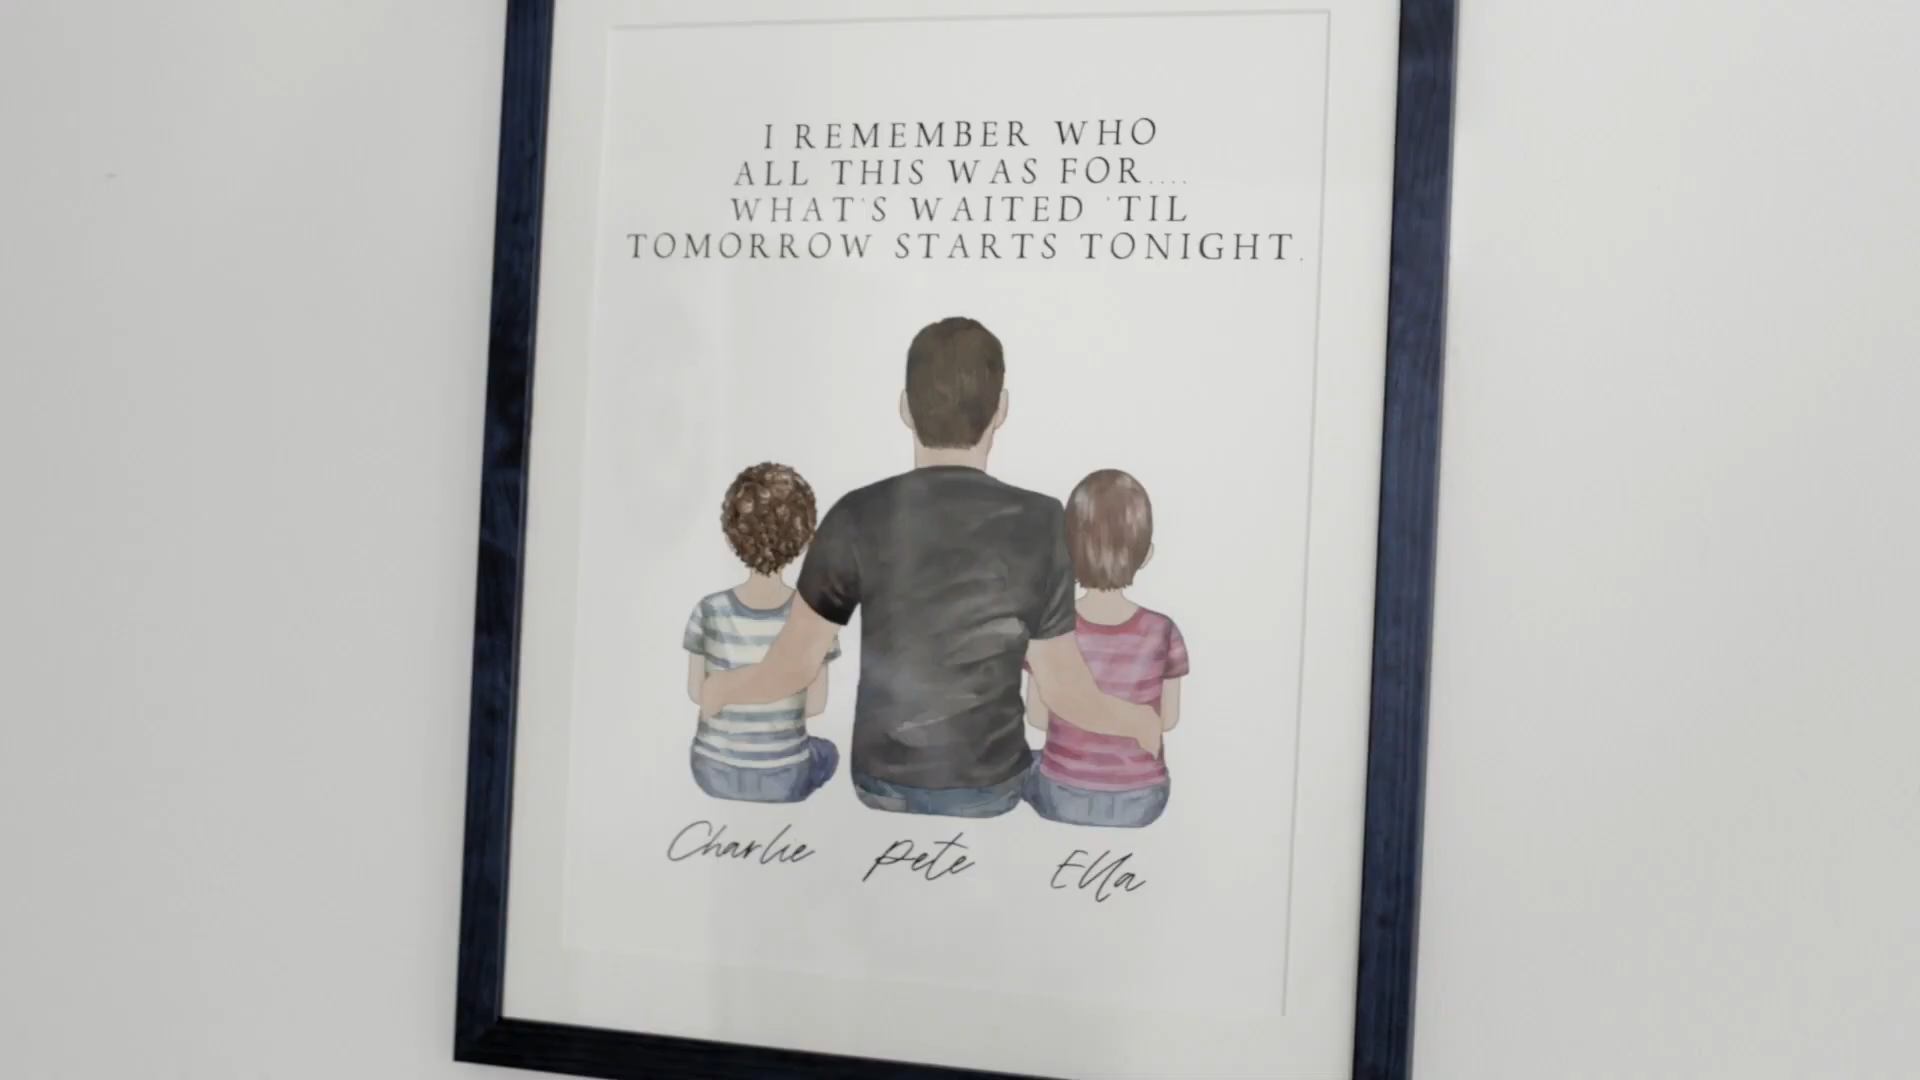 I REMEMBER WHO
ALL THIS WAS FOR....
WHAT'S WAITED 'TIL
TOMORROW STARTS TONIGHT.
Charlie Pete Ella